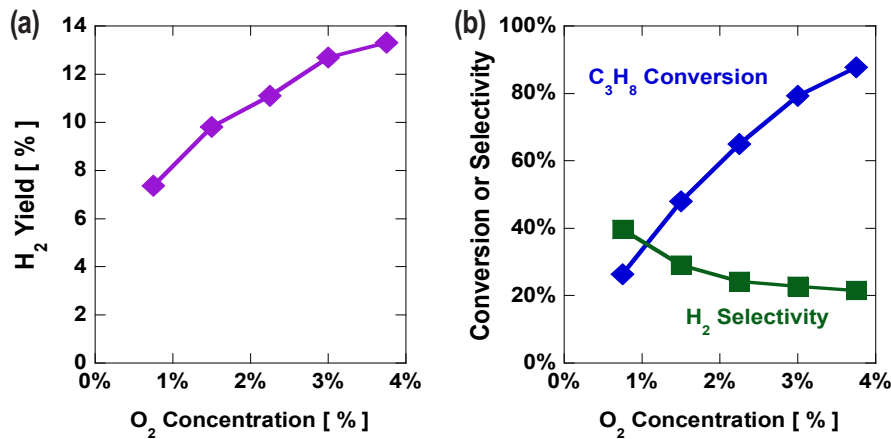 (a)
14
12
10
8
6
4
2
0
H₂ Yield [ % ]
0% 1% 2% 3% 4%
O₂ Concentration [ % ]
(b)
100%
80%
60%
40%
20%
0%
Conversion or Selectivity
C₃H₈ Conversion
H₂ Selectivity
0% 1% 2% 3% 4%
O₂ Concentration [ % ]